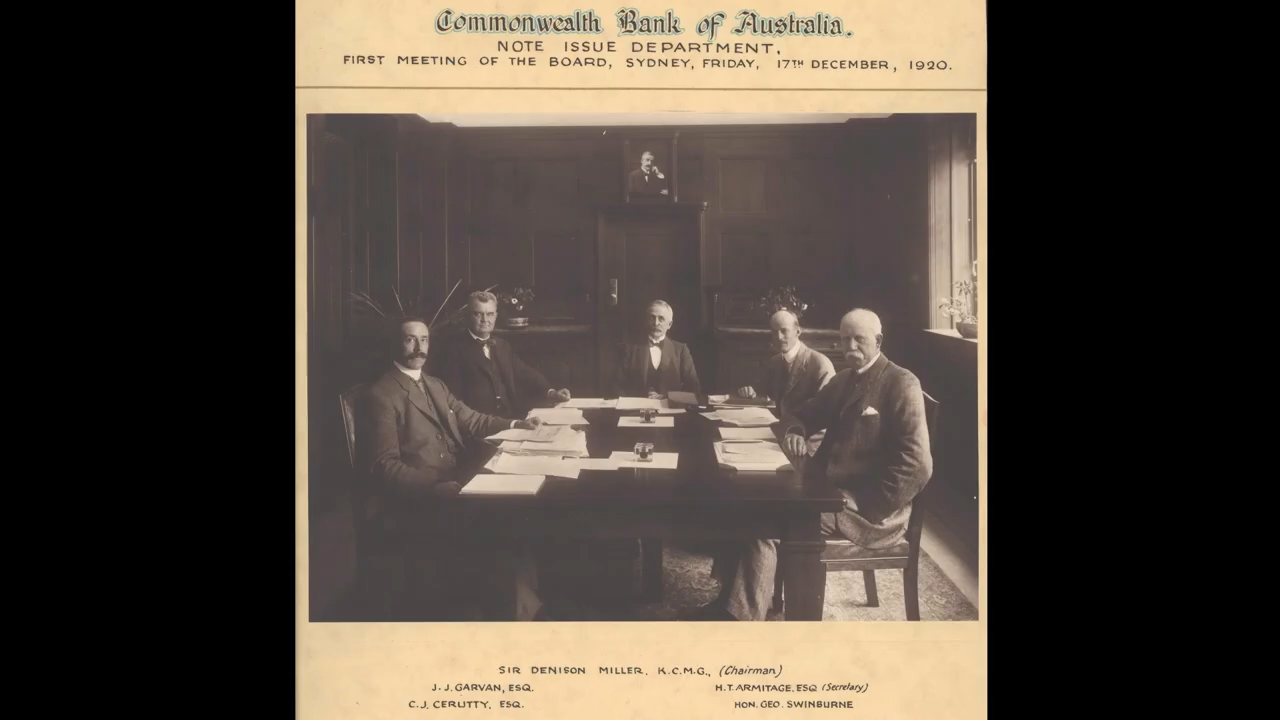 Commonwealth Bank of Australia.
NOTE ISSUE DEPARTMENT.
FIRST MEETING OF THE BOARD, SYDNEY, FRIDAY, 17TH DECEMBER, 1920.
SIR DENISON MILLER, K.C.M.G., (Chairman)
J. J. GARVAN, ESQ. H. T. ARMITAGE, ESQ (Secretary)
C. J. CERUTTY, ESQ. HON. GEO. SWINBURNE